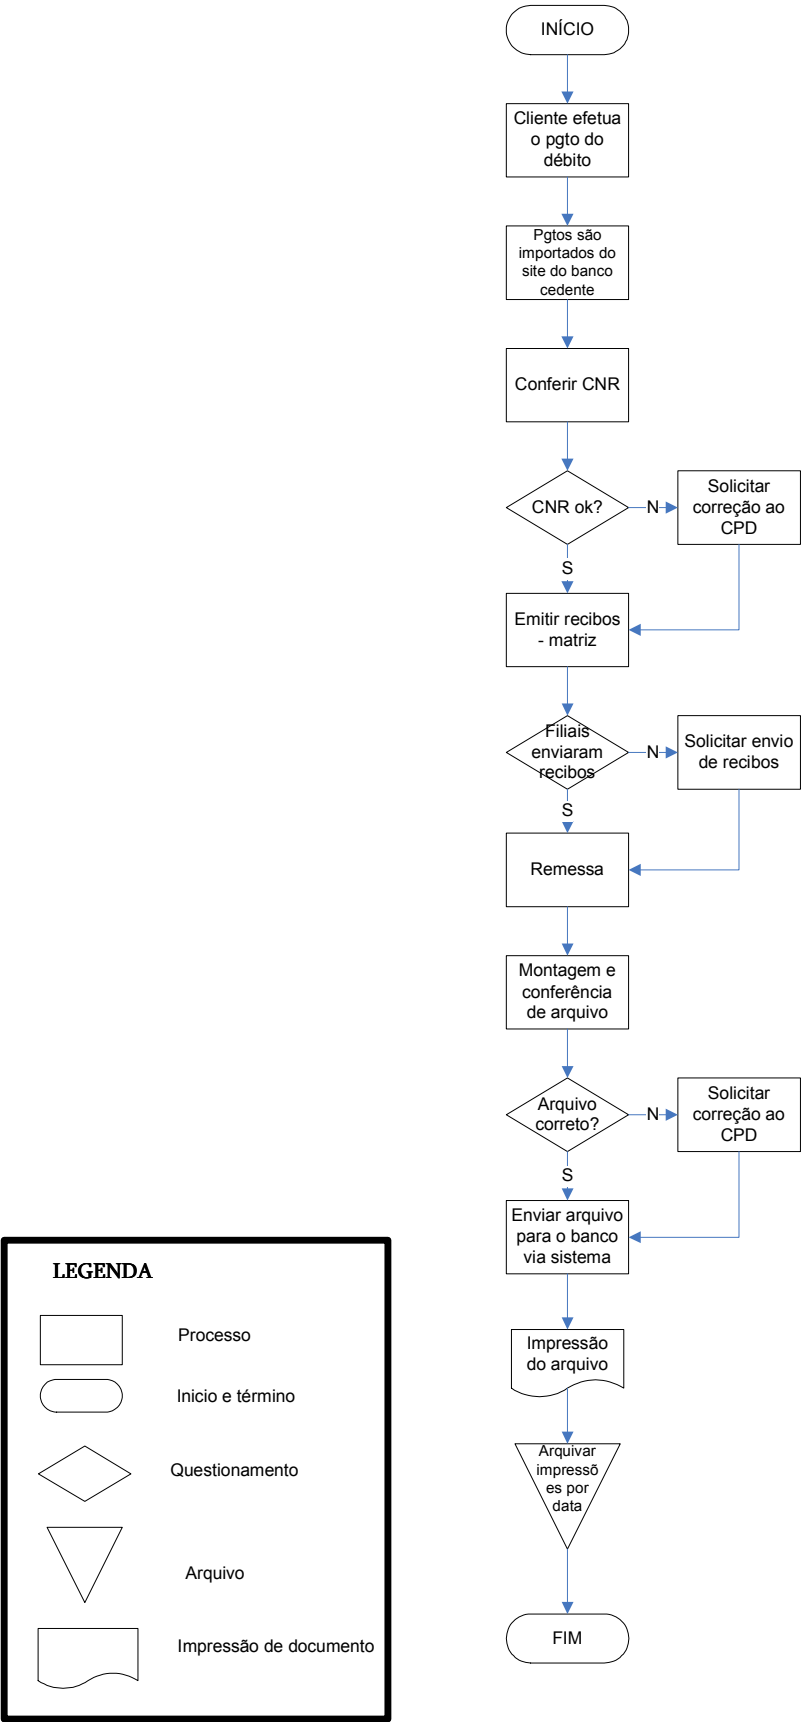 INÍCIO
Cliente efetua
o pgto do
débito
Pgtos são
importados do
site do banco
cedente
Conferir CNR
CNR ok?
N
Solicitar
correção ao
CPD
S
Emitir recibos
- matriz
Filiais
enviaram
recibos
N
Solicitar envio
de recibos
S
Remessa
Montagem e
conferência
de arquivo
Arquivo
correto?
N
Solicitar
correção ao
CPD
S
Enviar arquivo
para o banco
via sistema
Impressão
do arquivo
Arquivar
impressõ
es por
data
FIM
LEGENDA
Processo
Inicio e término
Questionamento
Arquivo
Impressão de documento